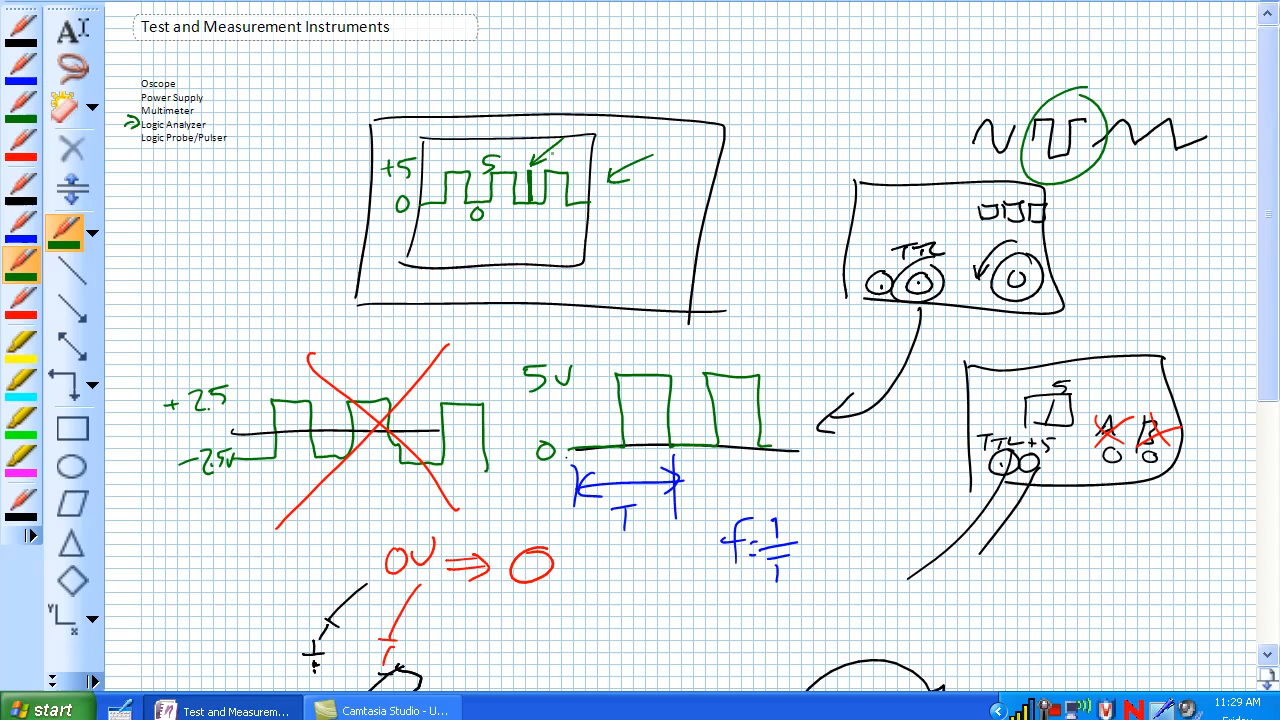 Test and Measurement Instruments
Oscope
Power Supply
Multimeter
Logic Analyzer
Logic Probe/Pulser
+5
5
0
0
TTL
5
TTL +5
A
B
+2.5
-2.5v
5V
0
T
f=1/1
0V ⇒ 0
start
Test and Measurem...
Camtasia Studio - U...
11:29 AM
Friday